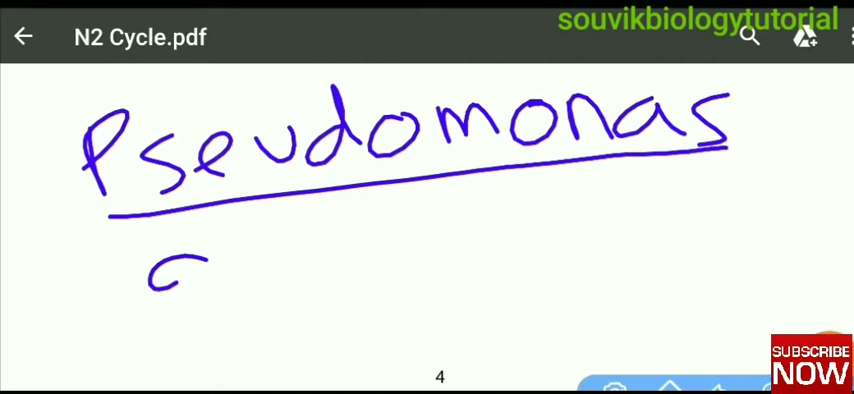 souvikbiologytutorial
N2 Cycle.pdf
Pseudomonas
4
SUBSCRIBE
NOW